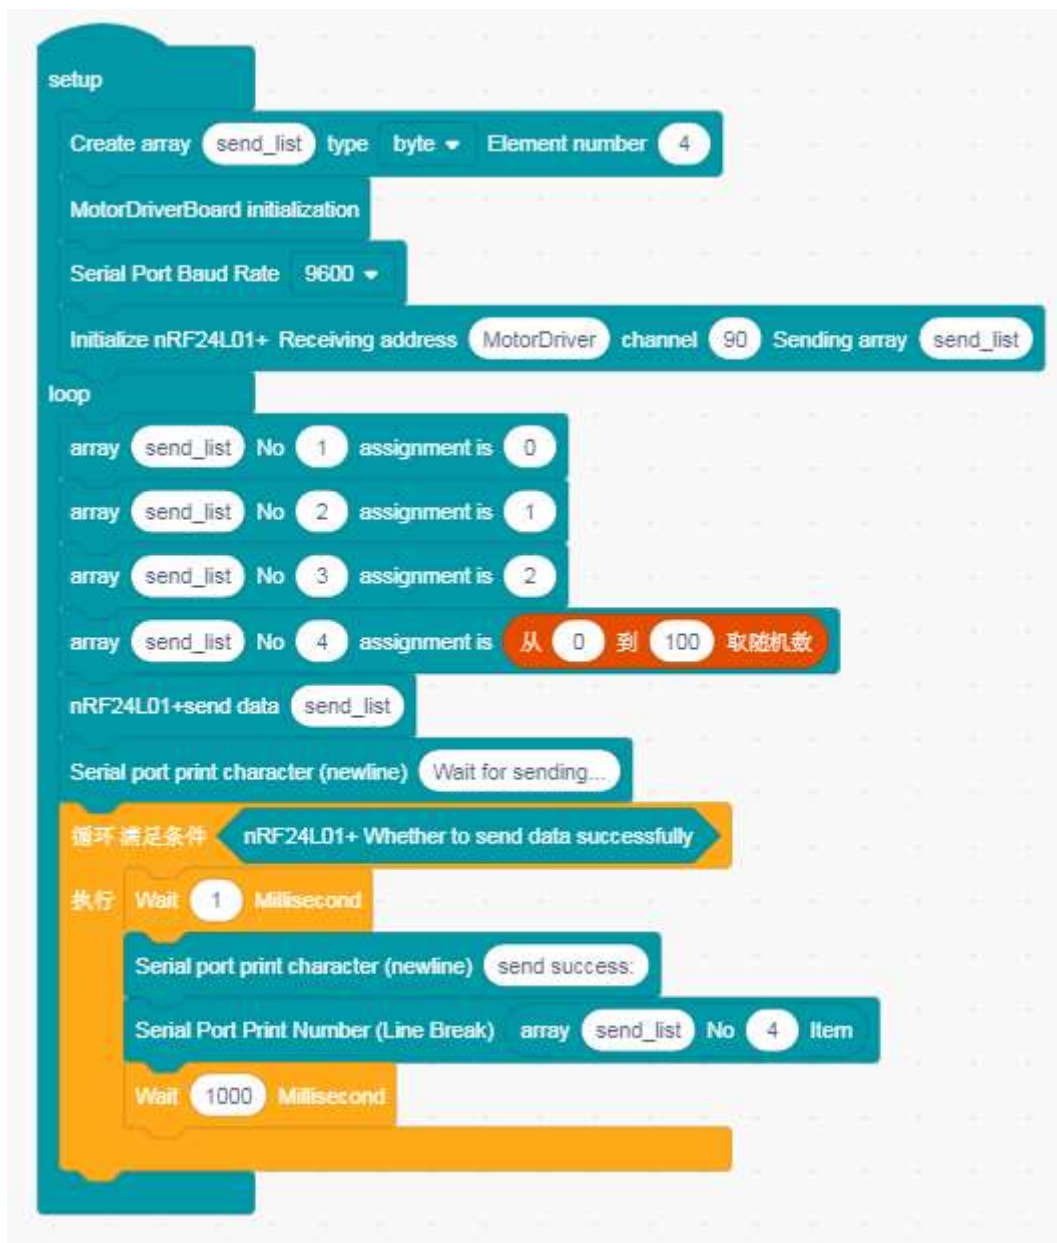 setup
Create array send_list type byte Element number 4
MotorDriverBoard initialization
Serial Port Baud Rate 9600
Initialize nRF24L01+ Receiving address MotorDriver channel 90 Sending array send_list
loop
array send_list No 1 assignment is 0
array send_list No 2 assignment is 1
array send_list No 3 assignment is 2
array send_list No 4 assignment is 从 0 到 100 取随机数
nRF24L01+send data send_list
Serial port print character (newline) Wait for sending...
循环 满足条件 nRF24L01+ Whether to send data successfully
执行 Wait 1 Millisecond
Serial port print character (newline) send success:
Serial Port Print Number (Line Break) array send_list No 4 Item
Wait 1000 Millisecond